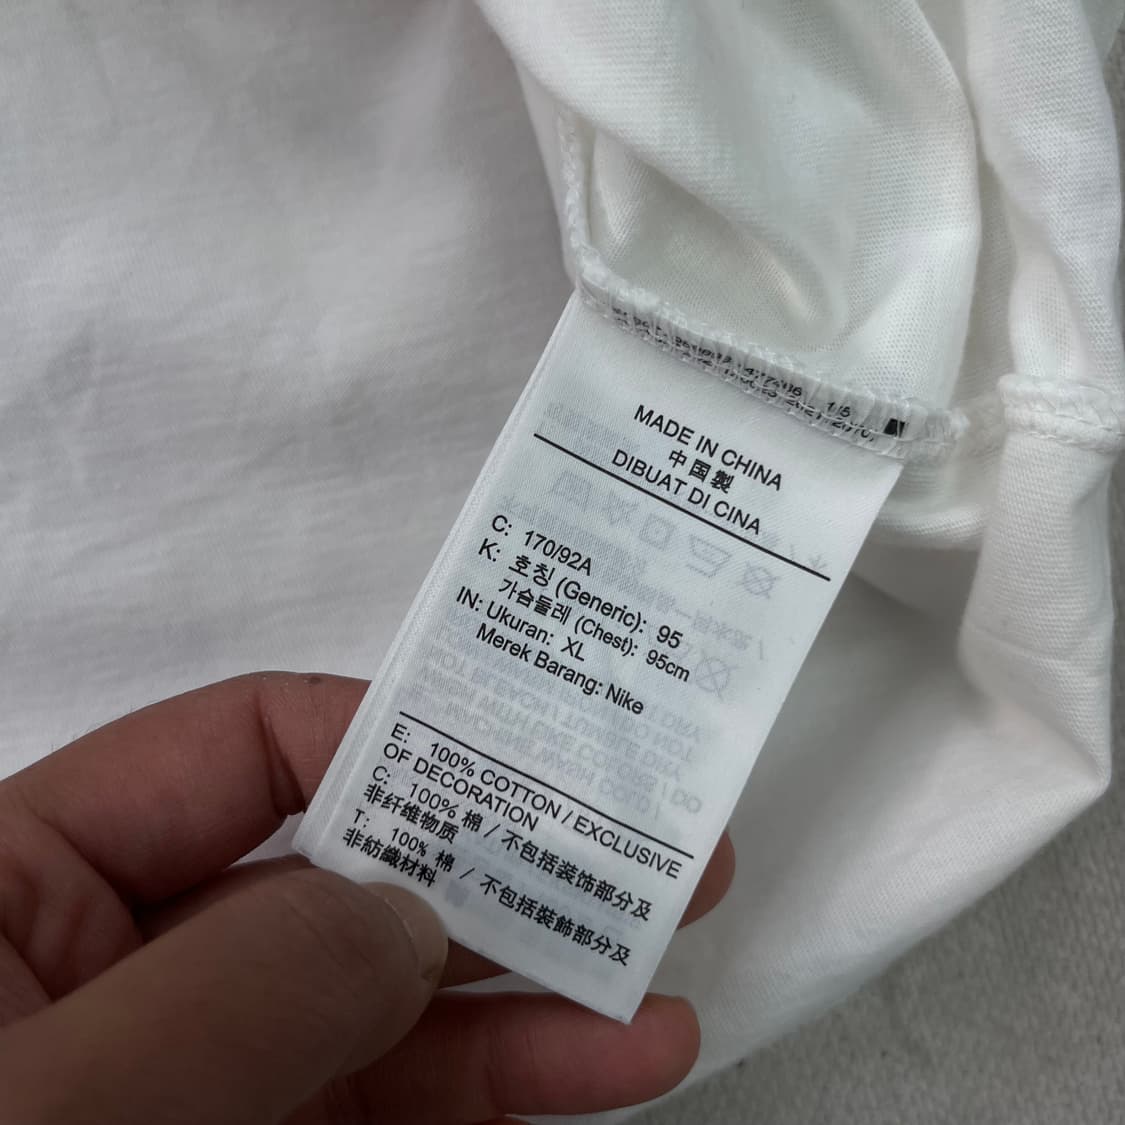 MADE IN CHINA
中国製
DIBUAT DI CINA
C: 170/92A
K: 호칭 (Generic): 95
가슴둘레 (Chest): 95cm
IN: Ukuran: XL
Merek Barang: Nike
E: 100% COTTON / EXCLUSIVE
OF DECORATION
C: 100% 棉 / 不包括装饰部分及
非纤维物质
T: 100% 棉 / 不包括裝飾部分及
非紡織材料